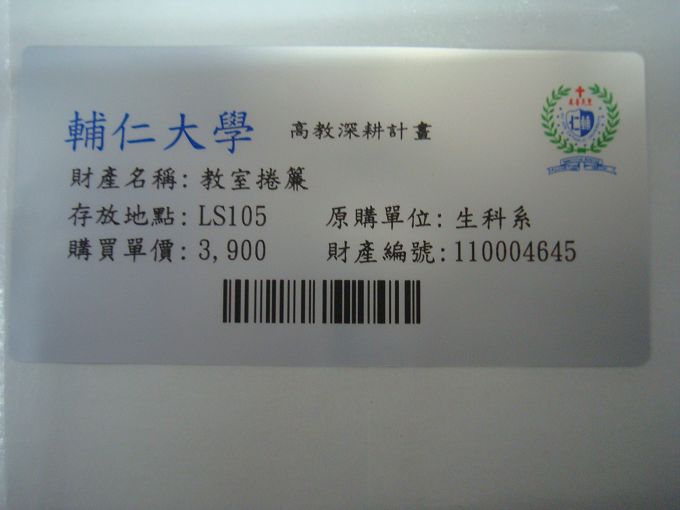 輔仁大學 高教深耕計畫
財產名稱: 教室捲簾
存放地點: LS105 原購單位: 生科系
購買單價: 3,900 財產編號: 110004645